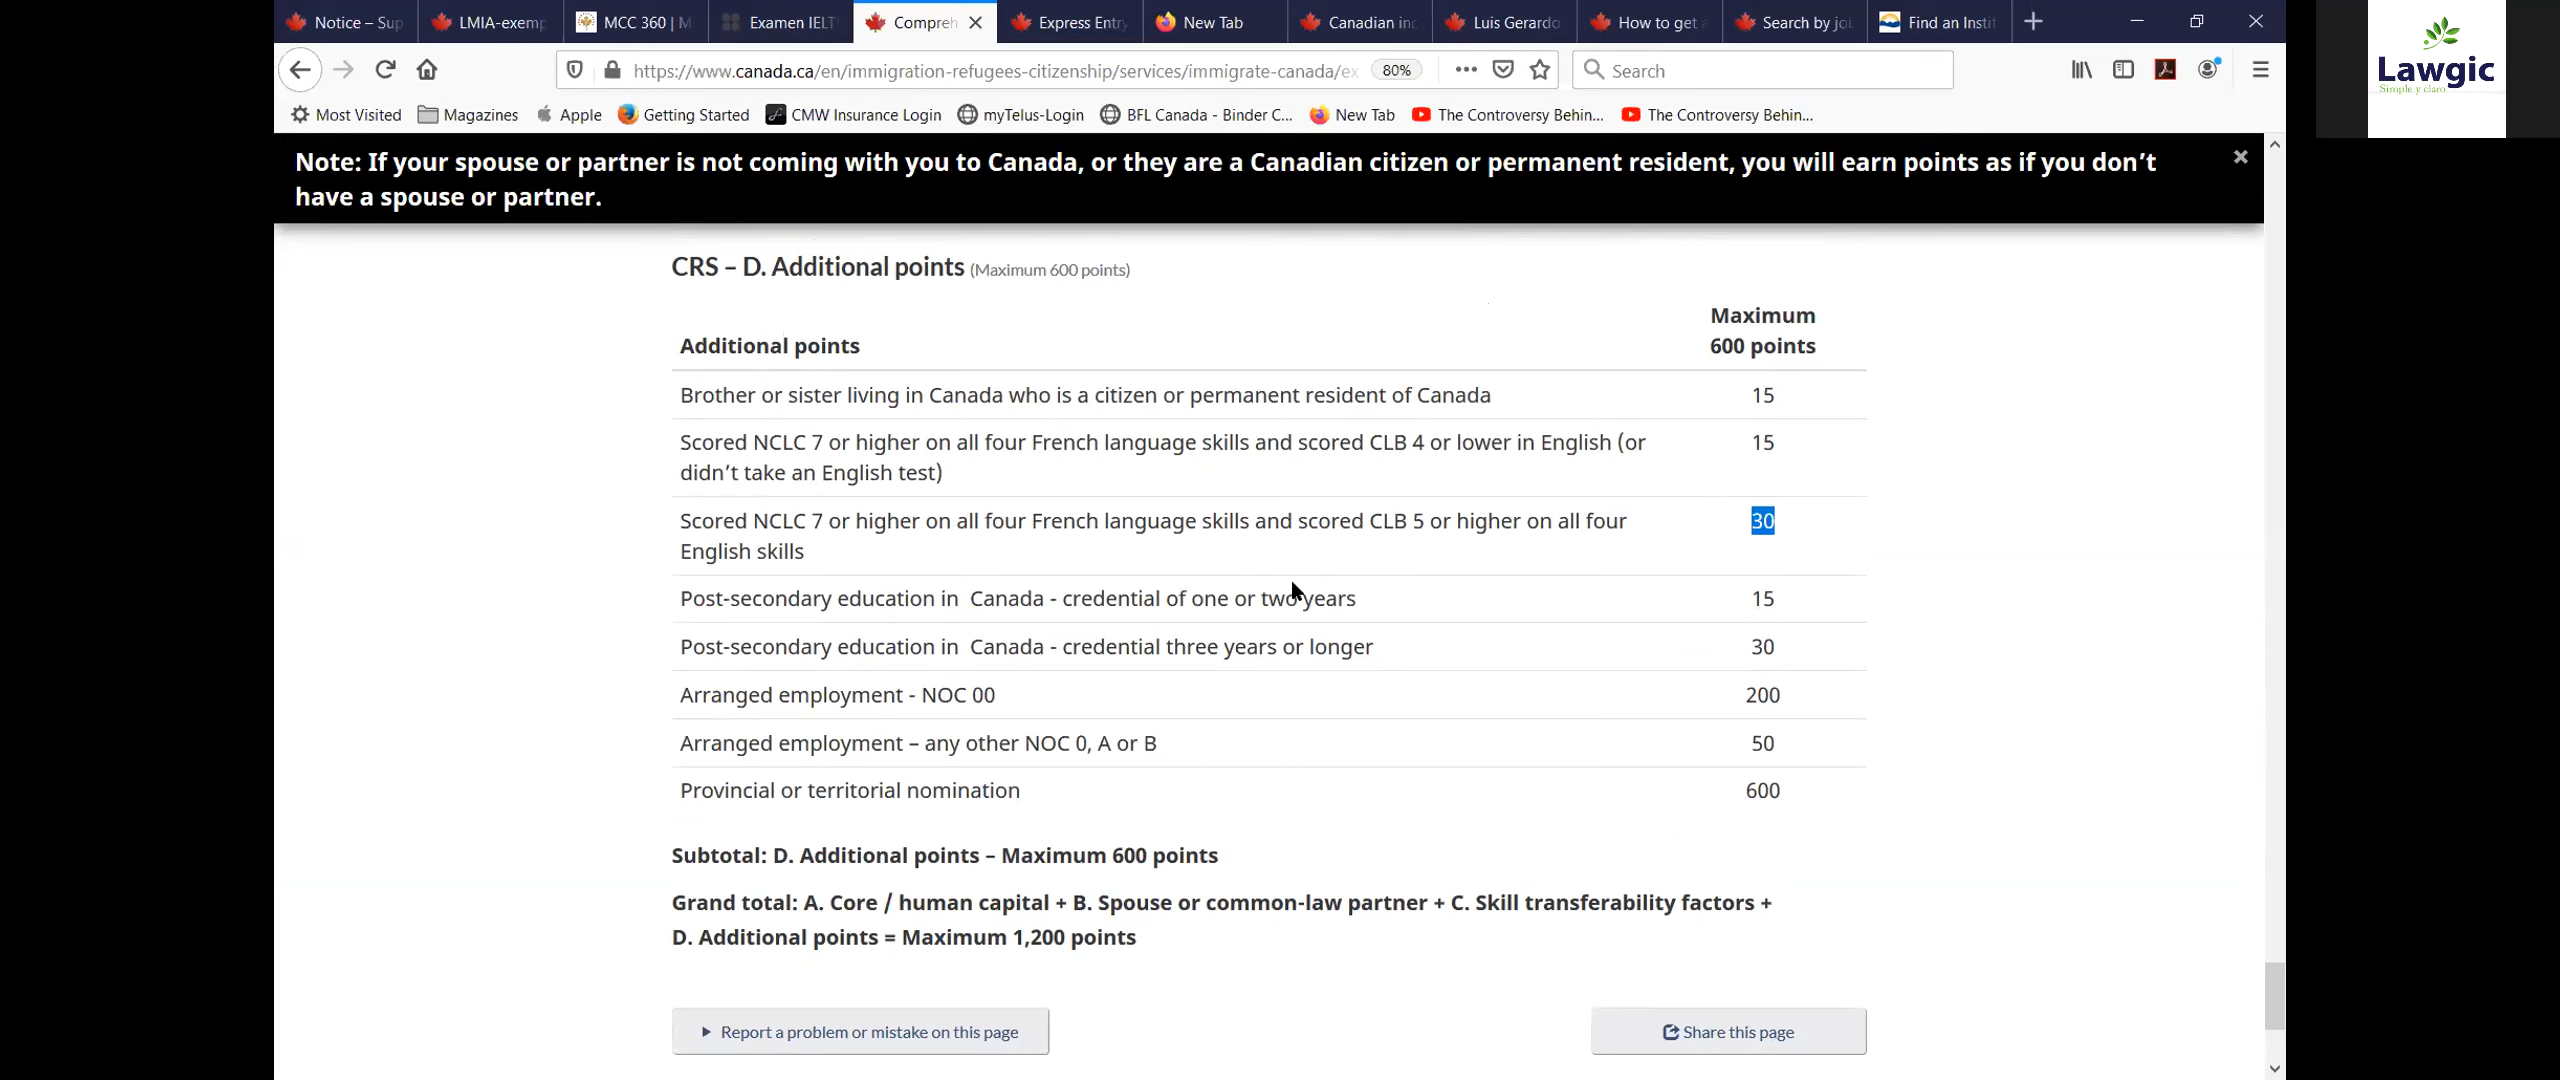 Notice – Sup
LMIA-exemp
MCC 360 | M
Examen IELT
Compreh
Express Entry
New Tab
Canadian inc
Luis Gerardo
How to get a
Search by jo
Find an Instit
https://www.canada.ca/en/immigration-refugees-citizenship/services/immigrate-canada/ex
80%
Search
Most Visited
Magazines
Apple
Getting Started
CMW Insurance Login
myTelus-Login
BFL Canada - Binder C...
New Tab
The Controversy Behin...
The Controversy Behin...
Lawgic
Simple y claro
Note: If your spouse or partner is not coming with you to Canada, or they are a Canadian citizen or permanent resident, you will earn points as if you don’t
have a spouse or partner.
CRS – D. Additional points (Maximum 600 points)
Additional points
Maximum
600 points
Brother or sister living in Canada who is a citizen or permanent resident of Canada 15
Scored NCLC 7 or higher on all four French language skills and scored CLB 4 or lower in English (or 15
didn’t take an English test)
Scored NCLC 7 or higher on all four French language skills and scored CLB 5 or higher on all four 30
English skills
Post-secondary education in Canada - credential of one or two years 15
Post-secondary education in Canada - credential three years or longer 30
Arranged employment - NOC 00 200
Arranged employment – any other NOC 0, A or B 50
Provincial or territorial nomination 600
Subtotal: D. Additional points – Maximum 600 points
Grand total: A. Core / human capital + B. Spouse or common-law partner + C. Skill transferability factors +
D. Additional points = Maximum 1,200 points
Report a problem or mistake on this page
Share this page